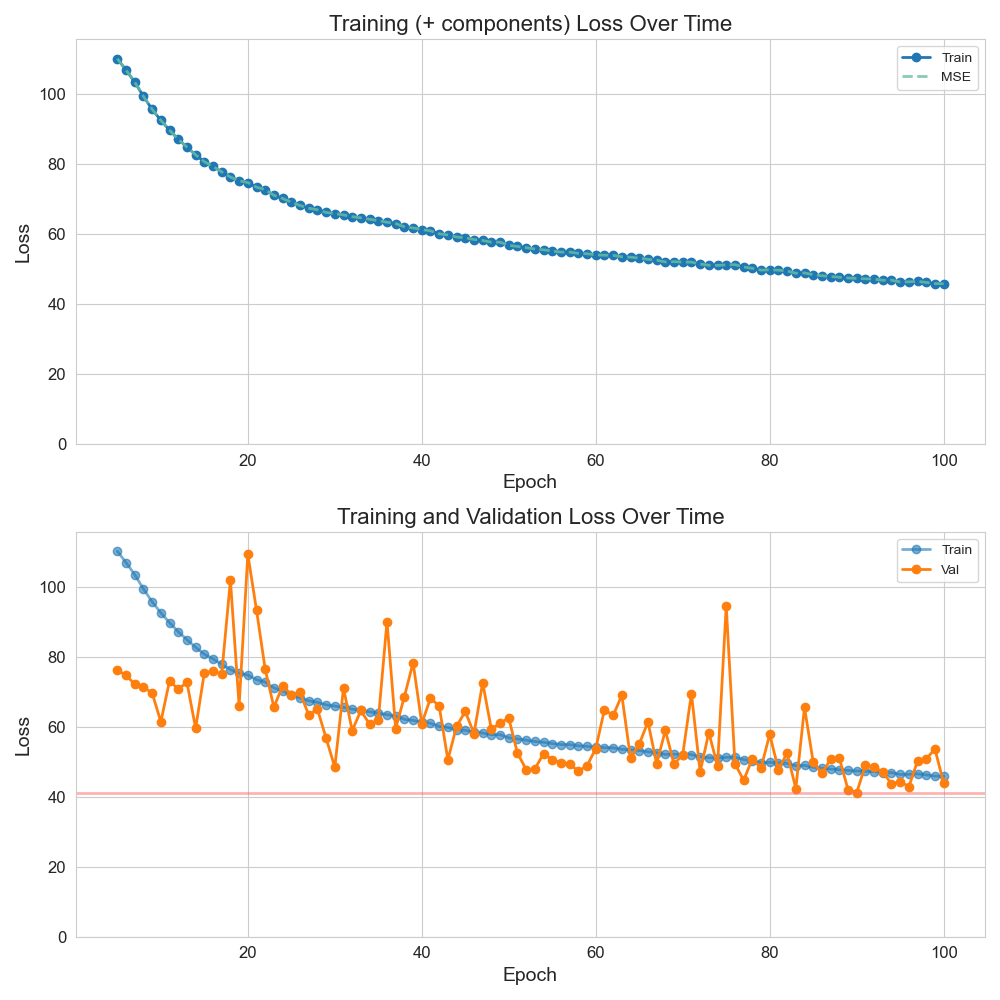 Training (+ components) Loss Over Time
Train
MSE
Loss
100
80
60
40
20
0
20 40 60 80 100
Epoch
Training and Validation Loss Over Time
Train
Val
Loss
100
80
60
40
20
0
20 40 60 80 100
Epoch